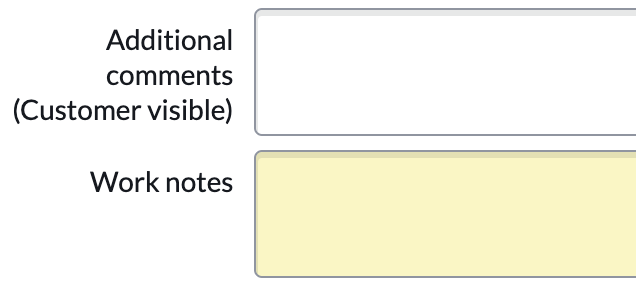 Additional
comments
(Customer visible)
Work notes